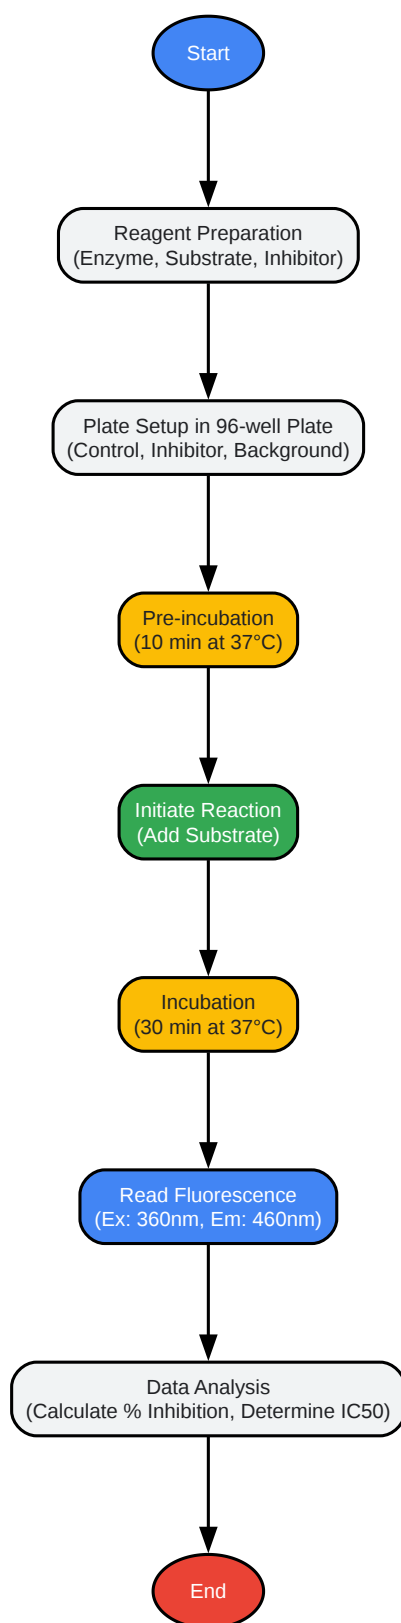 Start
Reagent Preparation
(Enzyme, Substrate, Inhibitor)
Plate Setup in 96-well Plate
(Control, Inhibitor, Background)
Pre-incubation
(10 min at 37°C)
Initiate Reaction
(Add Substrate)
Incubation
(30 min at 37°C)
Read Fluorescence
(Ex: 360nm, Em: 460nm)
Data Analysis
(Calculate % Inhibition, Determine IC50)
End